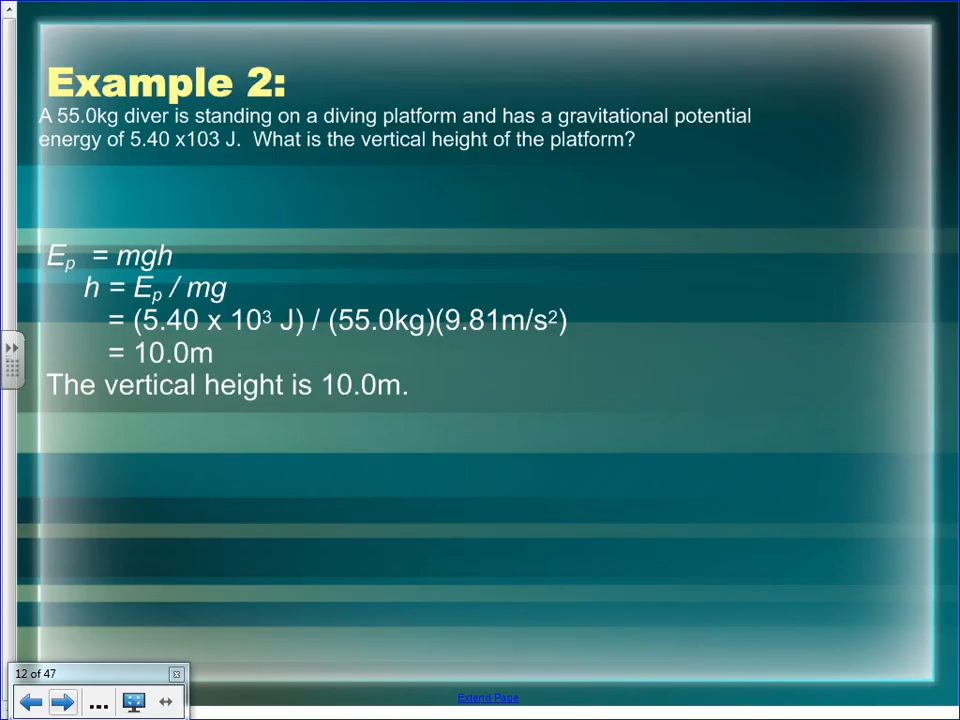 Example 2:
A 55.0kg diver is standing on a diving platform and has a gravitational potential
energy of 5.40 x103 J.  What is the vertical height of the platform?
Eₚ = mgh
h = Eₚ / mg
= (5.40 x 10³ J) / (55.0kg)(9.81m/s²)
= 10.0m
The vertical height is 10.0m.
12 of 47
...
Extend Page